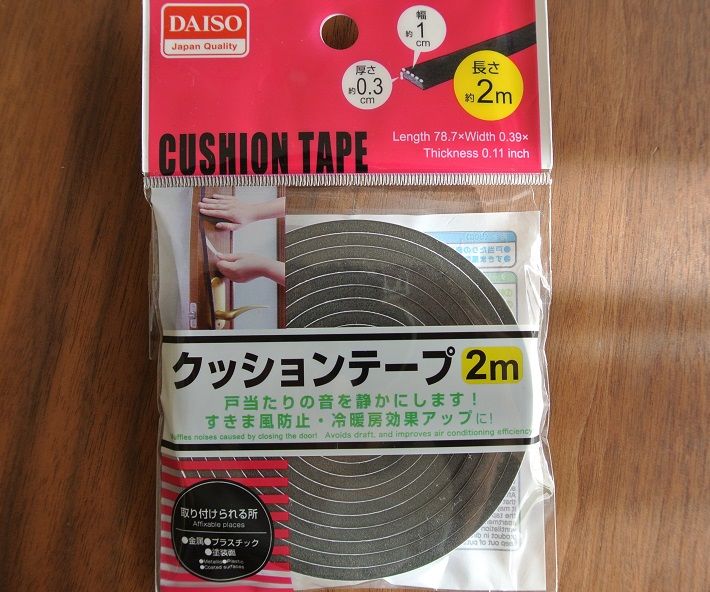 DAISO
Japan Quality
幅
約1
cm
厚さ
約0.3
cm
長さ
約2m
CUSHION TAPE
Length 78.7×Width 0.39×
Thickness 0.11 inch
クッションテープ 2m
戸当たりの音を静かにします!
すきま風防止・冷暖房効果アップに!
Muffles noises caused by closing the door! Avoids draft, and improves air conditioning efficiency
取り付けられる所
Affixable places
●金属●プラスチック
●塗装面
●Metal●Plastic
●Coated surfaces